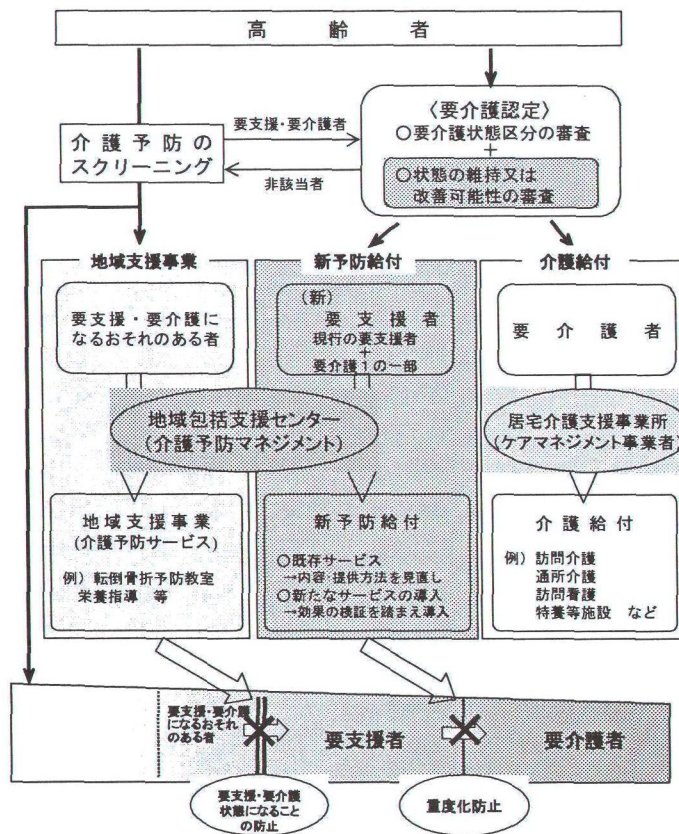 高齢者
〈要介護認定〉
○要介護状態区分の審査
＋
○状態の維持又は
改善可能性の審査
介護予防の
スクリーニング
要支援・要介護者
非該当者
地域支援事業
要支援・要介護に
なるおそれのある者
新予防給付
(新)
要支援者
現行の要支援者
＋
要介護1の一部
介護給付
要介護者
地域包括支援センター
(介護予防マネジメント)
居宅介護支援事業所
(ケアマネジメント事業者)
地域支援事業
(介護予防サービス)
例) 転倒骨折予防教室
栄養指導 等
新予防給付
○既存サービス
→内容・提供方法を見直し
○新たなサービスの導入
→効果の検証を踏まえ導入
介護給付
例) 訪問介護
通所介護
訪問看護
特養等施設 など
要支援・要介護
になるおそれ
のある者
要支援者
要介護者
要支援・要介護
状態になること
の防止
重度化防止